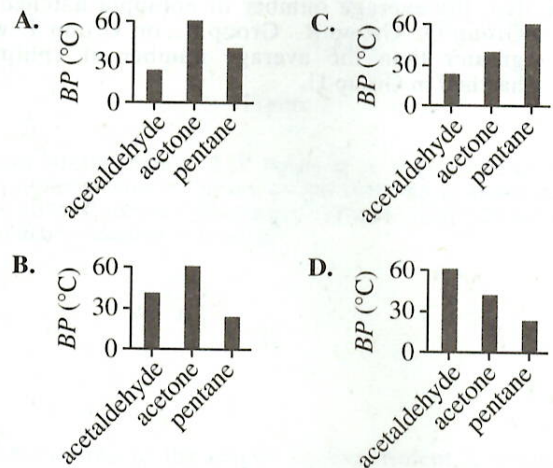 A.
BP (°C)
60
30
0
acetaldehyde
acetone
pentane
C.
BP (°C)
60
30
0
acetaldehyde
acetone
pentane
B.
BP (°C)
60
30
0
acetaldehyde
acetone
pentane
D.
BP (°C)
60
30
0
acetaldehyde
acetone
pentane